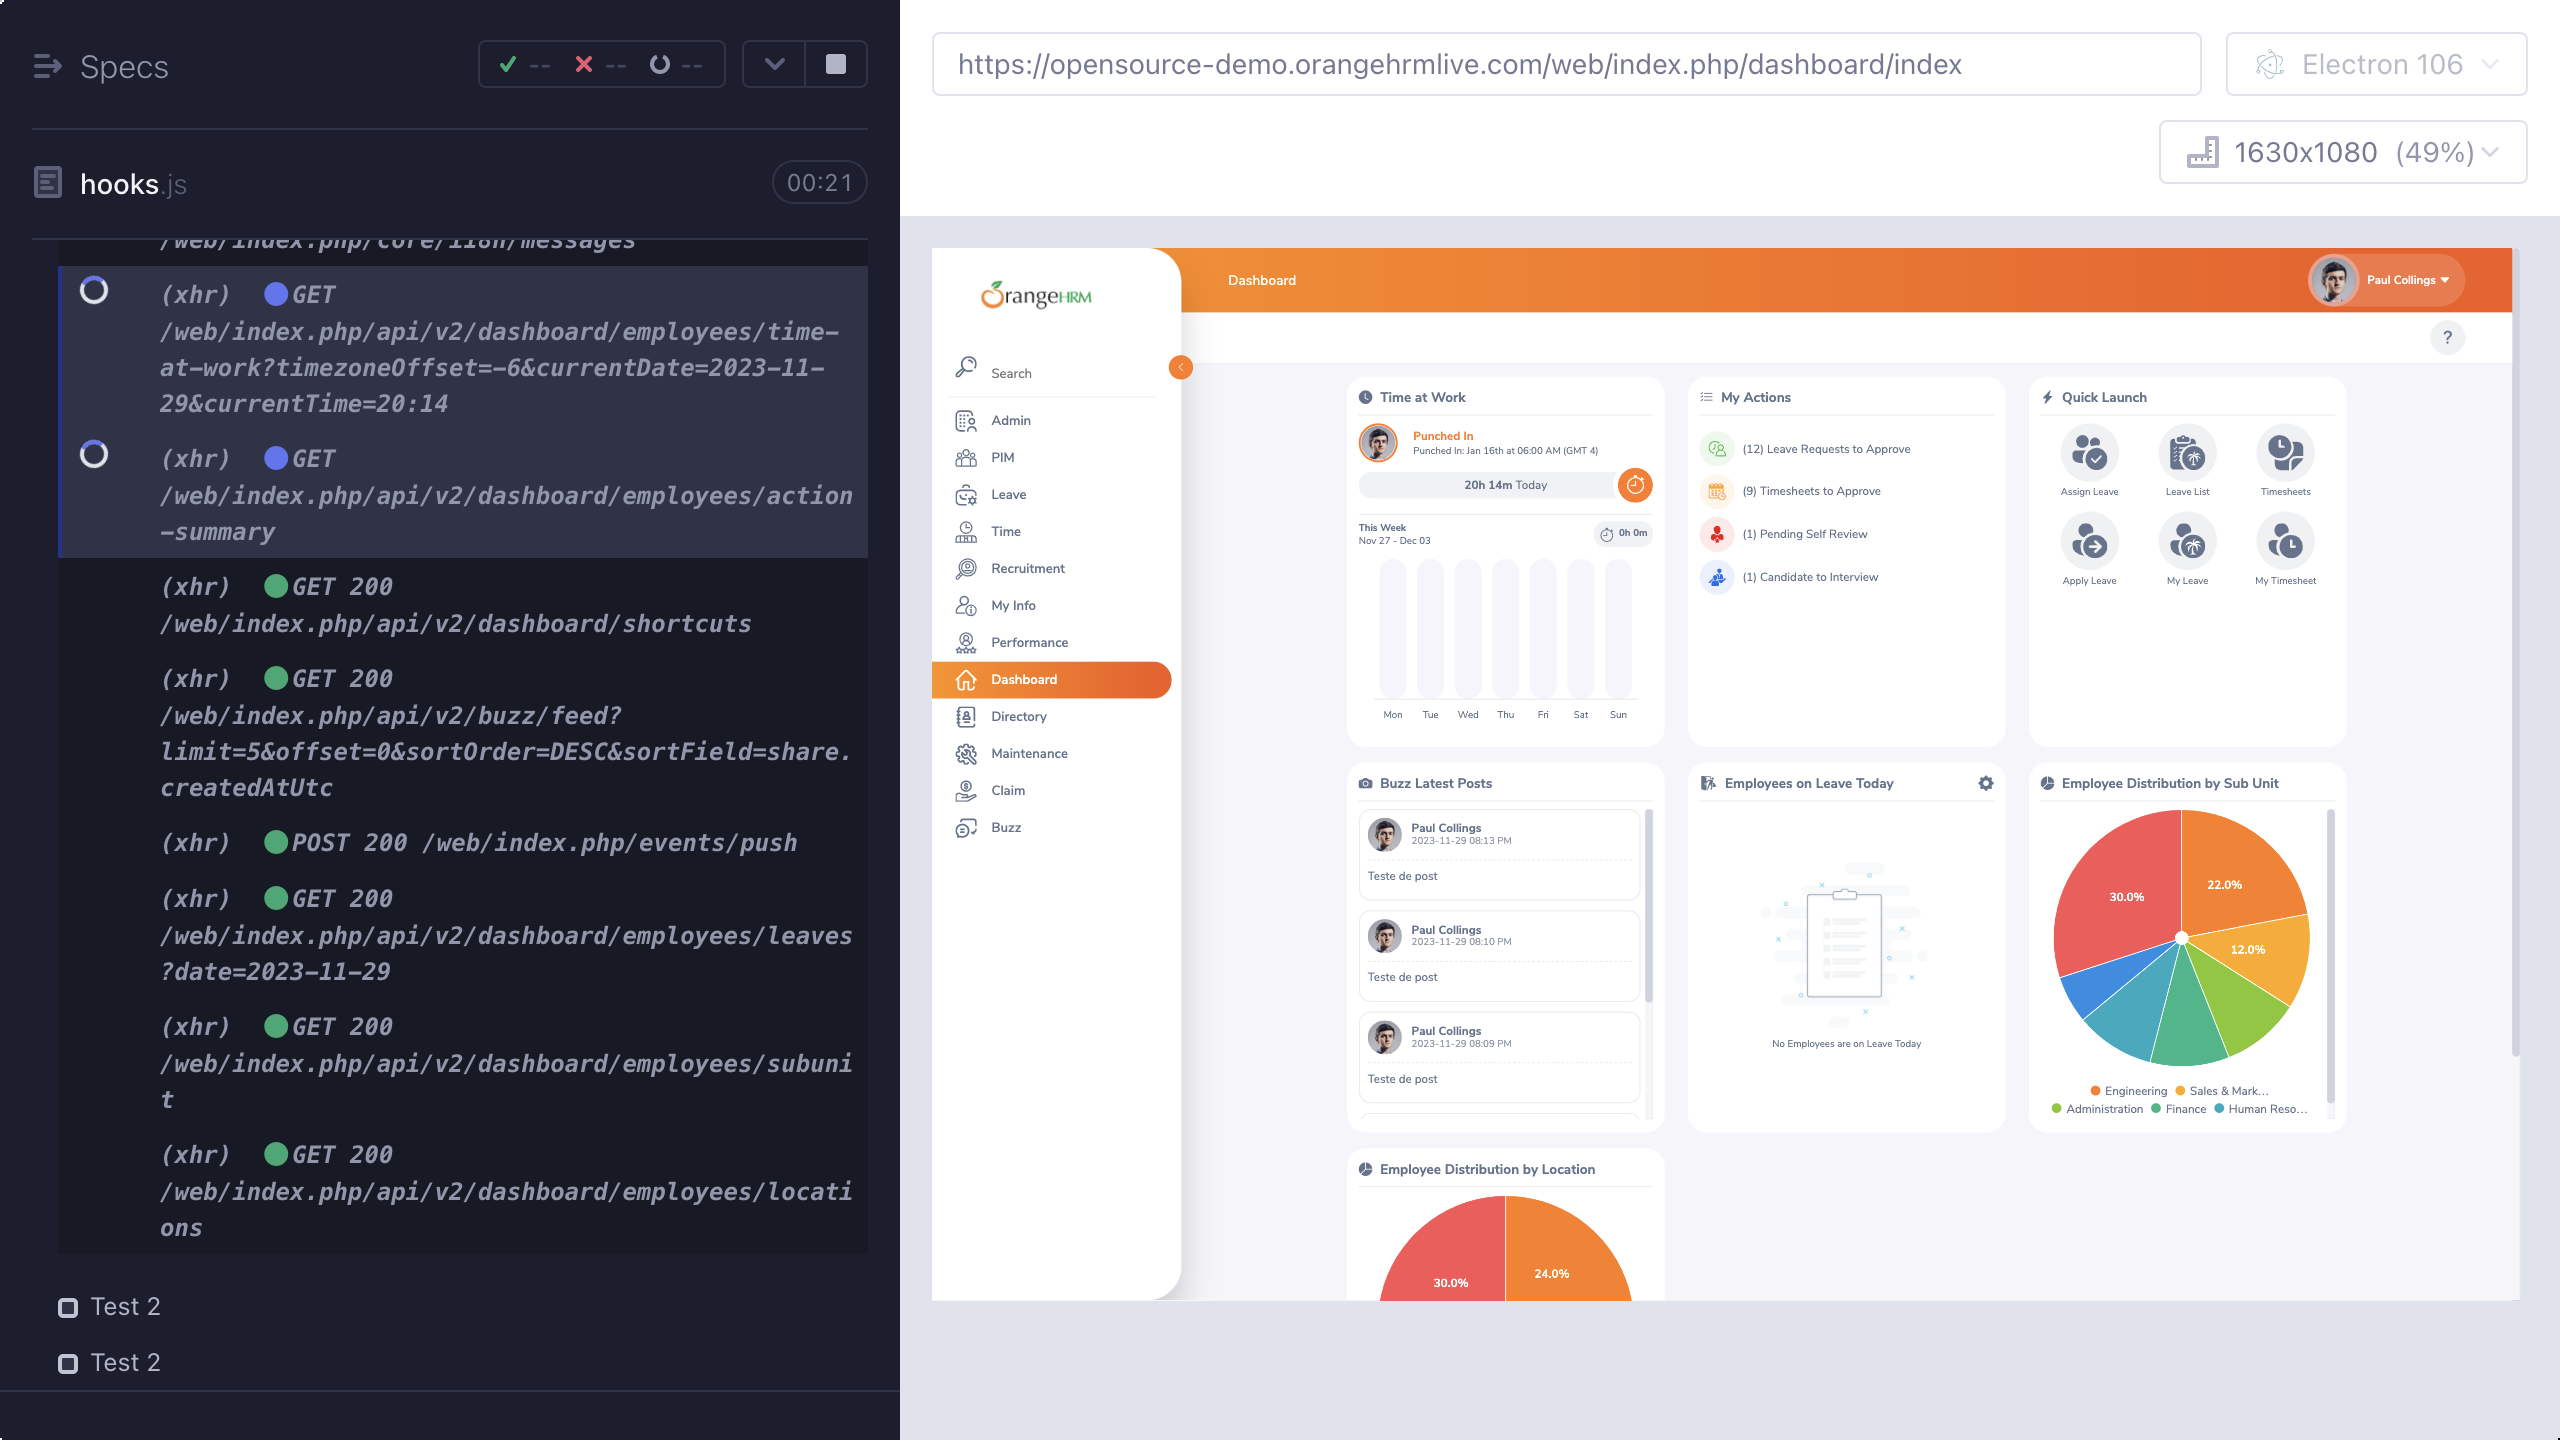 Specs
--
--
--
hooks.js
00:21
/web/index.php/core/i18n/messages
(xhr) GET
/web/index.php/api/v2/dashboard/employees/time-
at-work?timezoneOffset=-6&currentDate=2023-11-
29&currentTime=20:14
(xhr) GET
/web/index.php/api/v2/dashboard/employees/action
-summary
(xhr) GET 200
/web/index.php/api/v2/dashboard/shortcuts
(xhr) GET 200
/web/index.php/api/v2/buzz/feed?
limit=5&offset=0&sortOrder=DESC&sortField=share.
createdAtUtc
(xhr) POST 200 /web/index.php/events/push
(xhr) GET 200
/web/index.php/api/v2/dashboard/employees/leaves
?date=2023-11-29
(xhr) GET 200
/web/index.php/api/v2/dashboard/employees/subuni
t
(xhr) GET 200
/web/index.php/api/v2/dashboard/employees/locati
ons
Test 2
Test 2
https://opensource-demo.orangehrmlive.com/web/index.php/dashboard/index
Electron 106
1630x1080 (49%)
OrangeHRM
Search
Admin
PIM
Leave
Time
Recruitment
My Info
Performance
Dashboard
Directory
Maintenance
Claim
Buzz
Dashboard
Paul Collings
?
Time at Work
Punched In
Punched In: Jan 16th at 06:00 AM (GMT 4)
20h 14m Today
This Week
Nov 27 - Dec 03
0h 0m
Mon Tue Wed Thu Fri Sat Sun
My Actions
(12) Leave Requests to Approve
(9) Timesheets to Approve
(1) Pending Self Review
(1) Candidate to Interview
Quick Launch
Assign Leave Leave List Timesheets
Apply Leave My Leave My Timesheet
Buzz Latest Posts
Paul Collings
2023-11-29 08:13 PM
Teste de post
Paul Collings
2023-11-29 08:10 PM
Teste de post
Paul Collings
2023-11-29 08:09 PM
Teste de post
Employees on Leave Today
No Employees are on Leave Today
Employee Distribution by Sub Unit
30.0%
22.0%
12.0%
Engineering Sales & Mark...
Administration Finance Human Reso...
Employee Distribution by Location
30.0%
24.0%